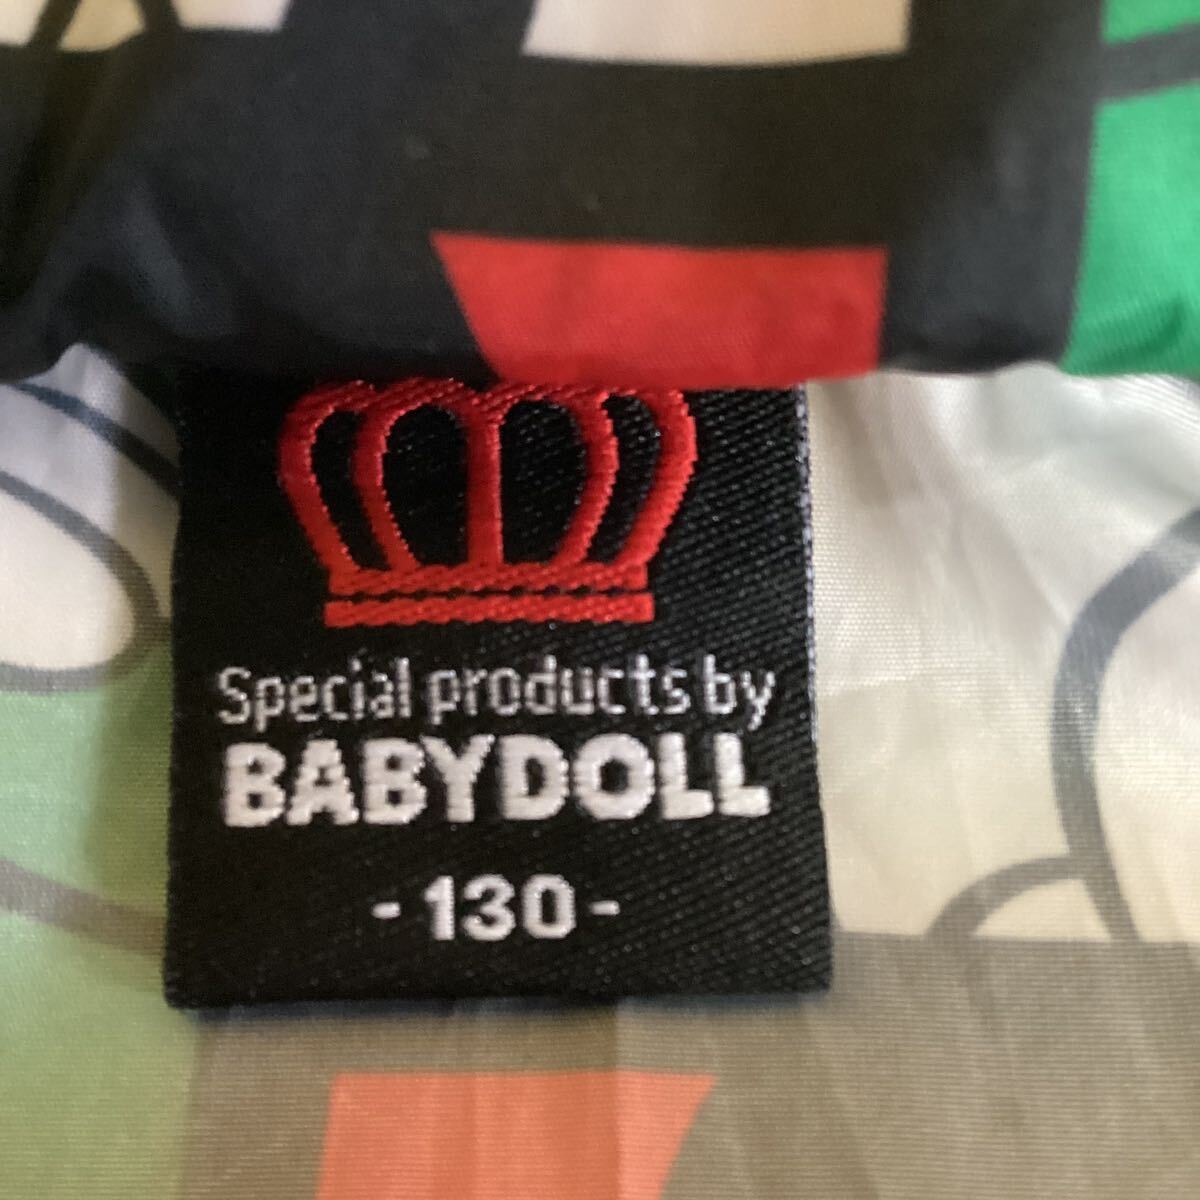 Special products by
BABYDOLL
- 130 -